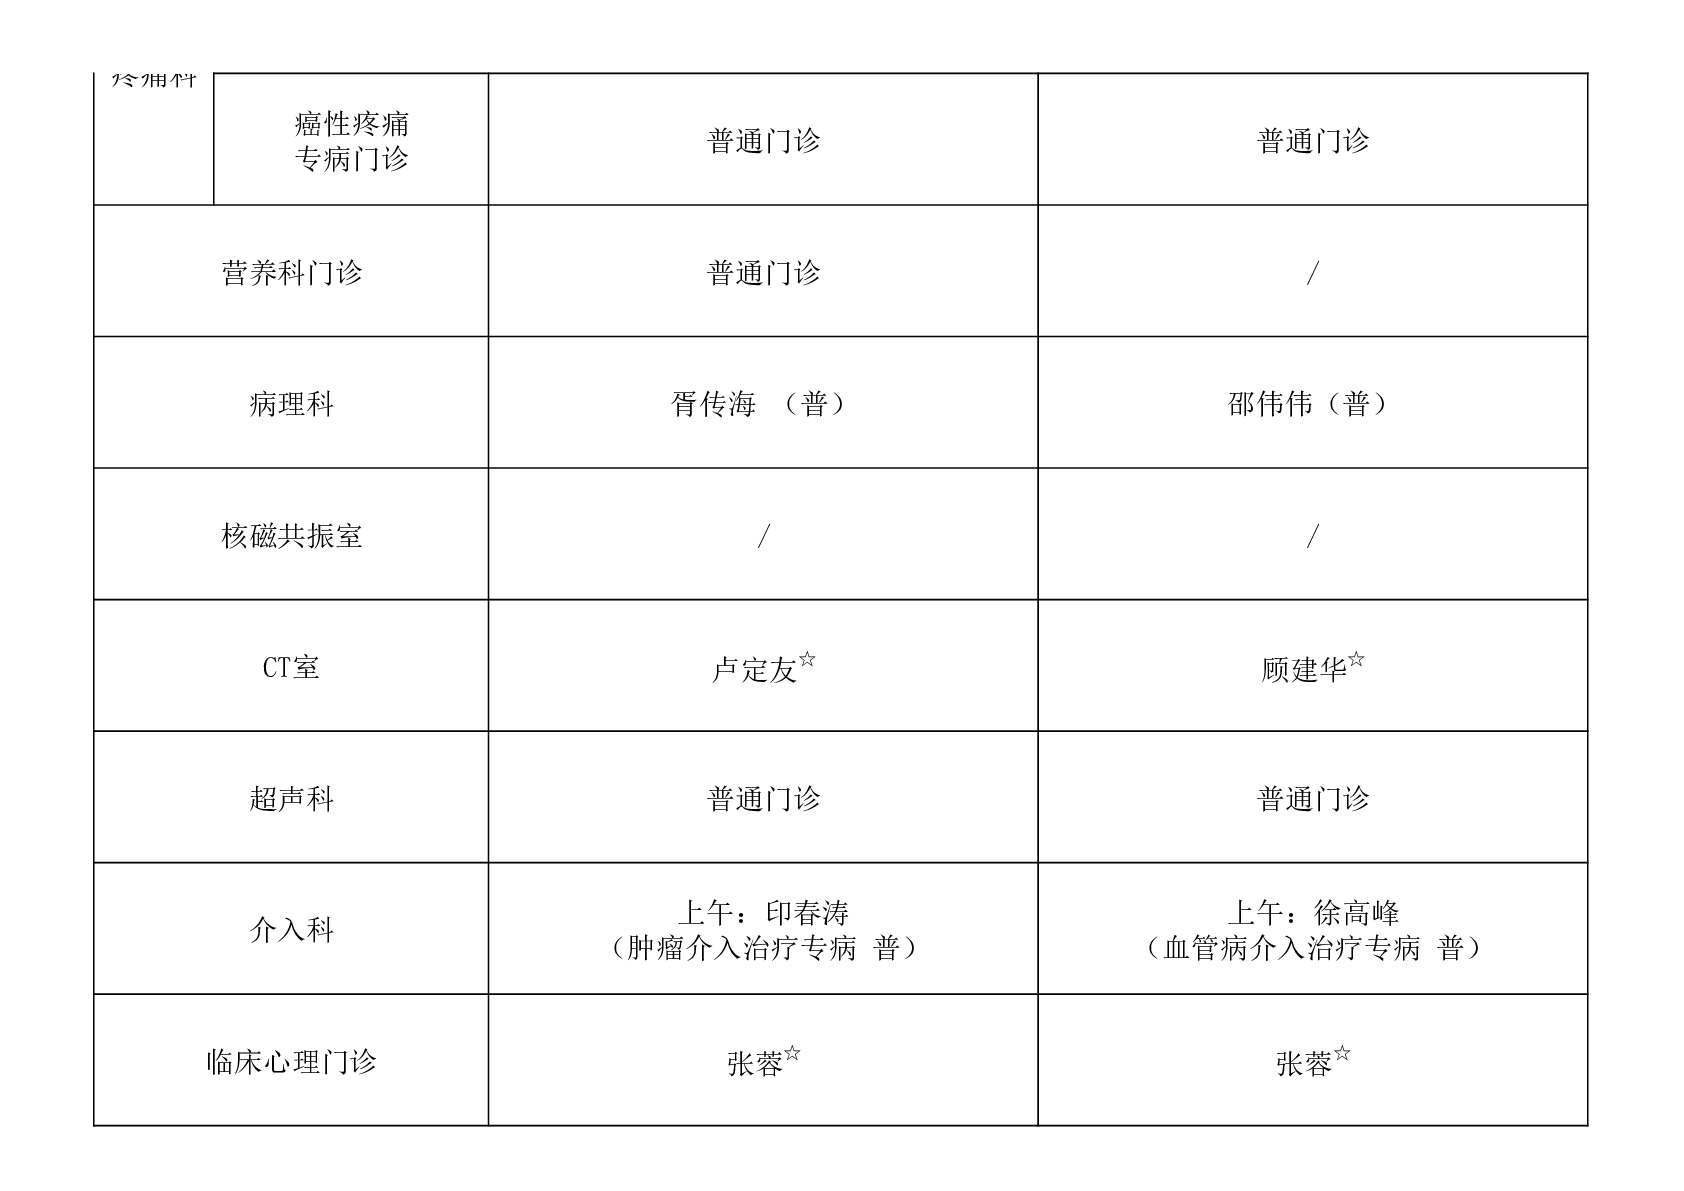 疼痛科
癌性疼痛
专病门诊
普通门诊
普通门诊
营养科门诊
普通门诊
/
病理科
胥传海 （普）
邵伟伟（普）
核磁共振室
/
/
CT室
卢定友☆
顾建华☆
超声科
普通门诊
普通门诊
介入科
上午：印春涛
（肿瘤介入治疗专病 普）
上午：徐高峰
（血管病介入治疗专病 普）
临床心理门诊
张蓉☆
张蓉☆